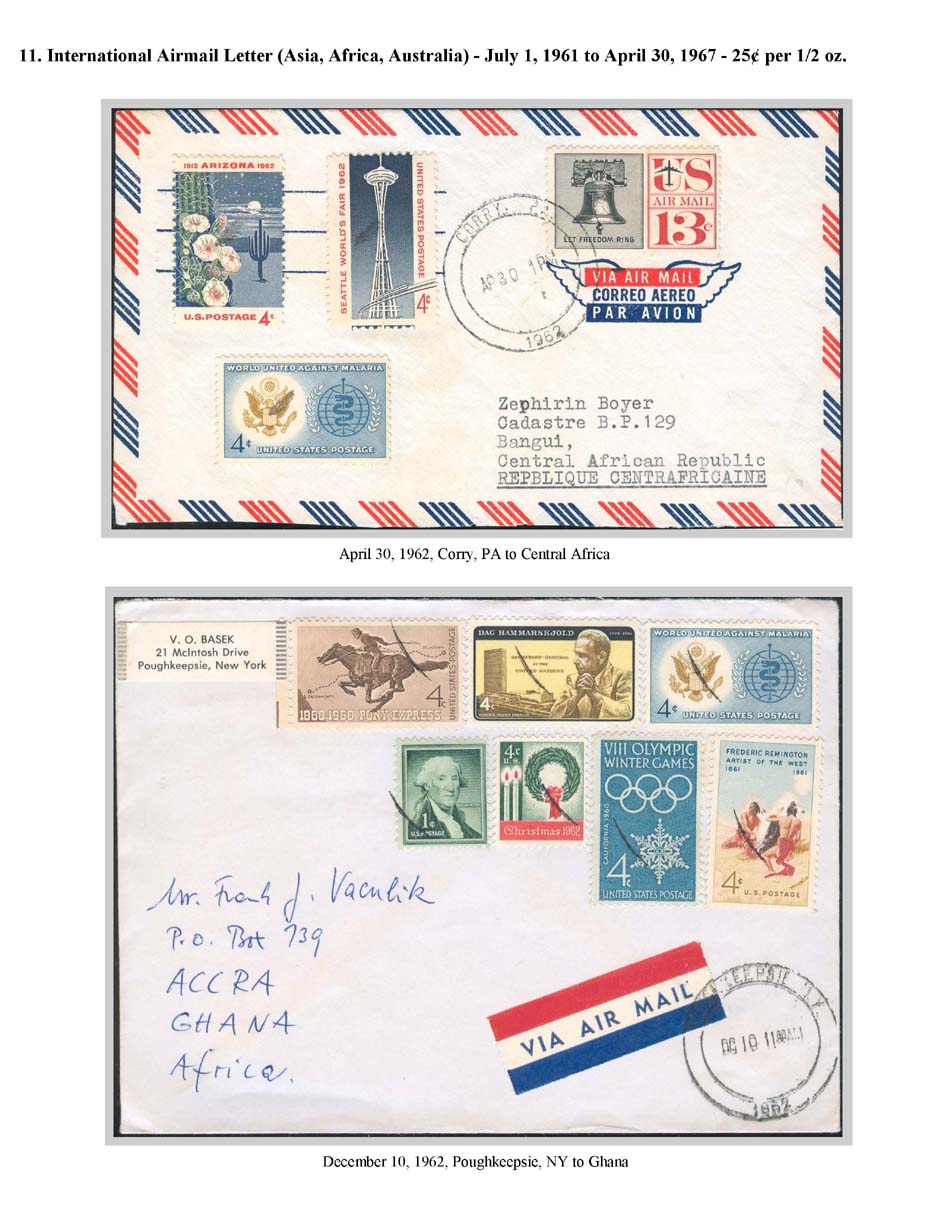 11. International Airmail Letter (Asia, Africa, Australia) - July 1, 1961 to April 30, 1967 - 25¢ per 1/2 oz.
1912 ARIZONA 1962
U.S. POSTAGE 4¢
SEATTLE WORLD'S FAIR 1962
UNITED STATES POSTAGE
4¢
CORRY,
AP 30 1PM
1962
LET FREEDOM RING
US
AIR MAIL
13¢
VIA AIR MAIL
CORREO AEREO
PAR AVION
WORLD UNITED AGAINST MALARIA
4¢ UNITED STATES POSTAGE
Zephirin Boyer
Cadastre B.P.129
Bangui,
Central African Republic
REPBLIQUE CENTRAFRICAINE
April 30, 1962, Corry, PA to Central Africa
V. O. BASEK
21 McIntosh Drive
Poughkeepsie, New York
SACRAMENTO
4¢
UNITED STATES POSTAGE
1860-1960 PONY EXPRESS
DAG HAMMARSKJOLD
SECRETARY-GENERAL
OF THE
UNITED NATIONS
4¢
WORLD UNITED AGAINST MALARIA
4¢ UNITED STATES POSTAGE
1¢
U.S. POSTAGE
4¢
U.S.
Christmas 1962
VIII OLYMPIC
WINTER GAMES
CALIFORNIA 1960
4¢
UNITED STATES POSTAGE
FREDERIC REMINGTON
ARTIST OF THE WEST
1861 1961
4¢ U.S. POSTAGE
Mr. Frank J. Vaculik
P.O. Box 739
ACCRA
GHANA
Africa.
VIA AIR MAIL
KEEPSIE N.Y.
1962
December 10, 1962, Poughkeepsie, NY to Ghana